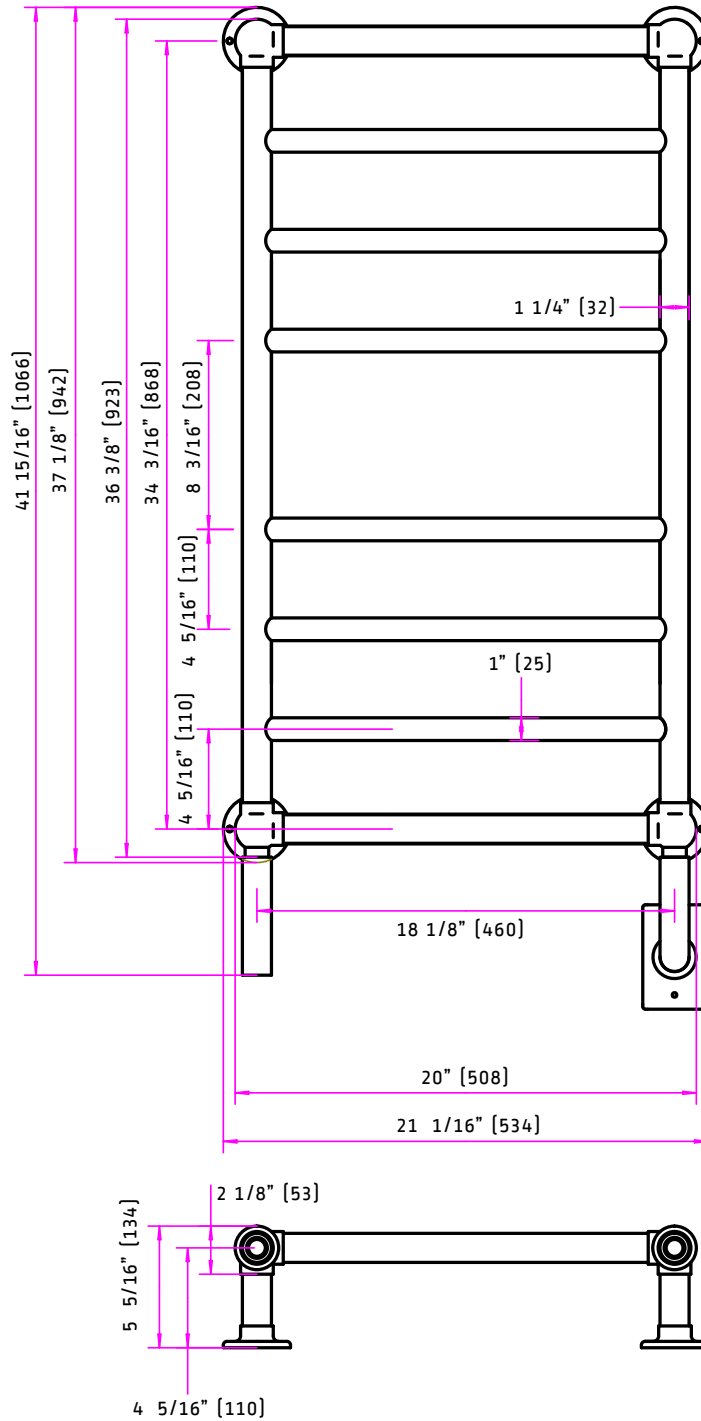 41 15/16" [1066]
37 1/8" [942]
36 3/8" [923]
34 3/16" [868]
8 3/16" [208]
1 1/4" [32]
4 5/16" [110]
1" [25]
4 5/16" [110]
18 1/8" [460]
20" [508]
21 1/16" [534]
2 1/8" [53]
5 5/16" [134]
4 5/16" [110]